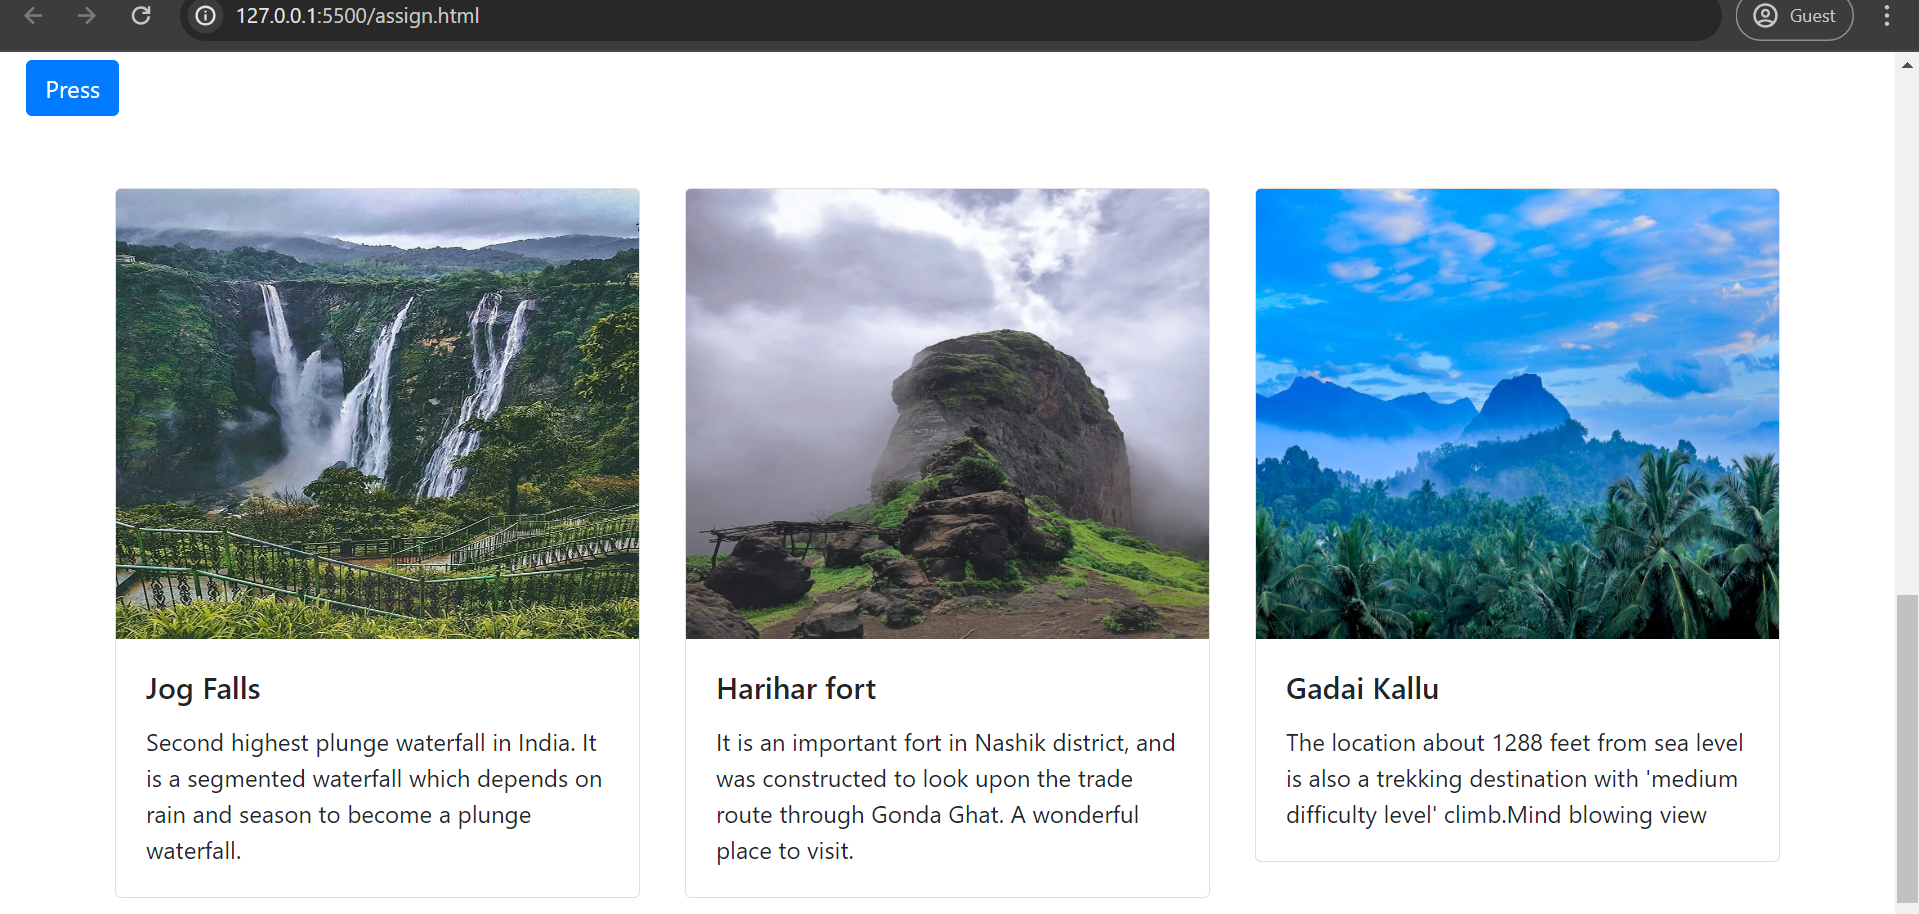 127.0.0.1:5500/assign.html
Guest
Press
Jog Falls
Second highest plunge waterfall in India. It
is a segmented waterfall which depends on
rain and season to become a plunge
waterfall.
Harihar fort
It is an important fort in Nashik district, and
was constructed to look upon the trade
route through Gonda Ghat. A wonderful
place to visit.
Gadai Kallu
The location about 1288 feet from sea level
is also a trekking destination with 'medium
difficulty level' climb.Mind blowing view